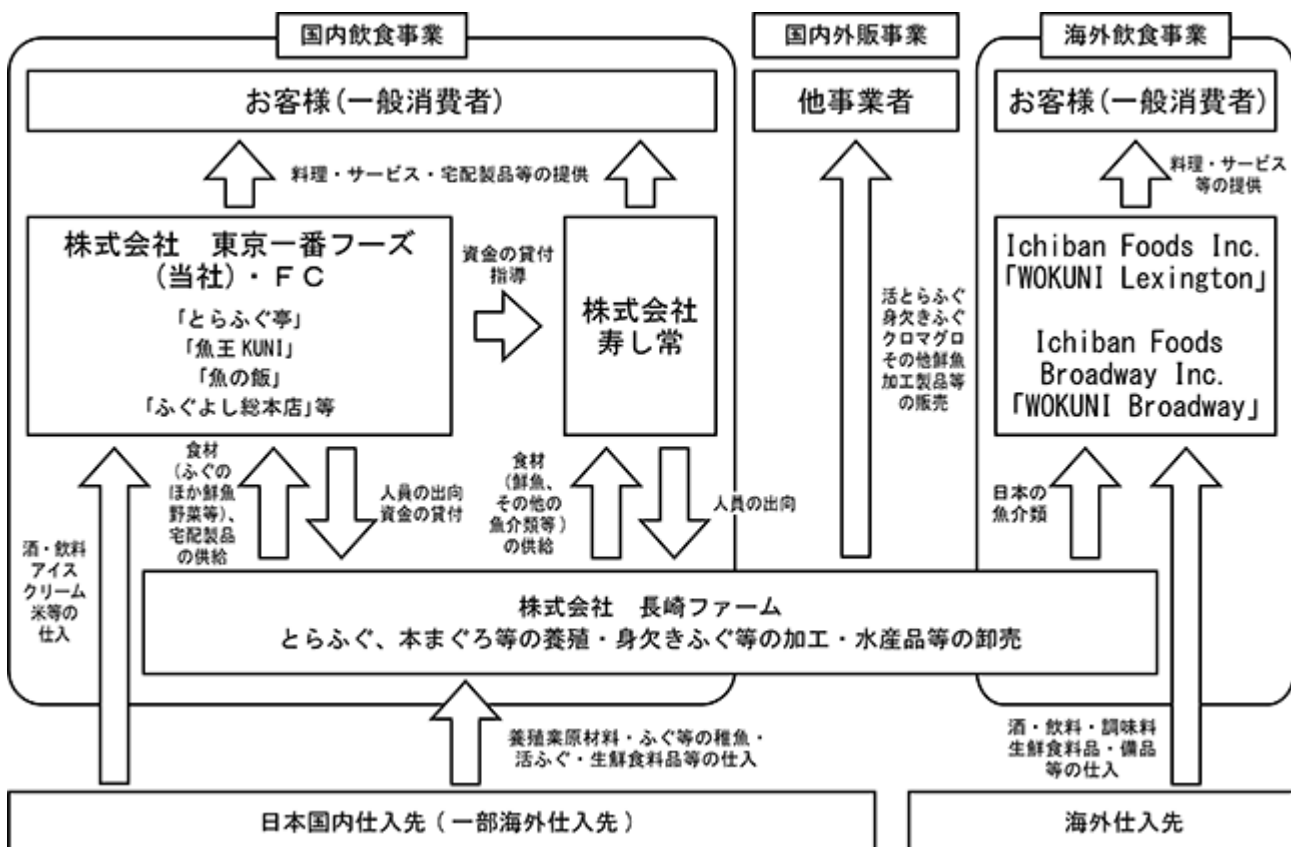 国内飲食事業
国内外販事業
海外飲食事業
お客様(一般消費者)
他事業者
お客様(一般消費者)
料理・サービス・宅配製品等の提供
料理・サービス
等の提供
株式会社　東京一番フーズ
(当社)・ＦＣ
「とらふぐ亭」
「魚王KUNI」
「魚の飯」
「ふぐよし総本店」等
資金の貸付
指導
株式会社
寿し常
活とらふぐ
身欠きふぐ
クロマグロ
その他鮮魚
加工製品等
の販売
Ichiban Foods Inc.
「WOKUNI Lexington」
Ichiban Foods
Broadway Inc.
「WOKUNI Broadway」
食材
(ふぐの
ほか鮮魚
野菜等)、
宅配製品
の供給
人員の出向
資金の貸付
食材
(鮮魚、
その他の
魚介類等)
の供給
人員の出向
日本の
魚介類
酒・飲料
アイス
クリーム
米等の
仕入
株式会社　長崎ファーム
とらふぐ、本まぐろ等の養殖・身欠きふぐ等の加工・水産品等の卸売
養殖業原材料・ふぐ等の稚魚・
活ふぐ・生鮮食料品等の仕入
酒・飲料・調味料
生鮮食料品・備品
等の仕入
日本国内仕入先(一部海外仕入先)
海外仕入先